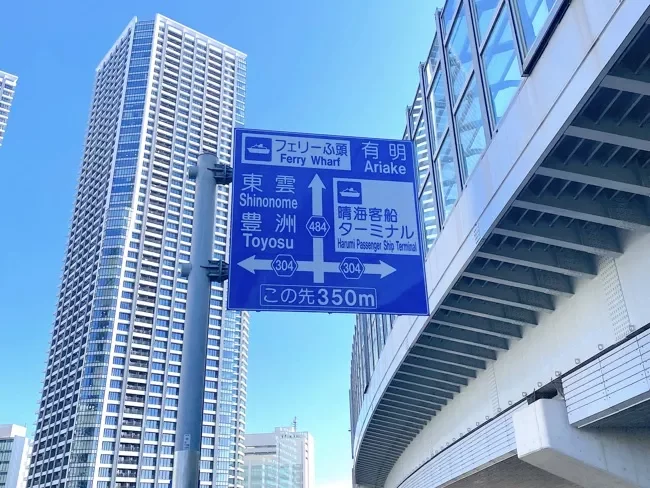 フェリーふ頭
Ferry Wharf
有明
Ariake
東雲
Shinonome
豊洲
Toyosu
484
晴海客船
ターミナル
Harumi Passenger Ship Terminal
304
304
この先350m